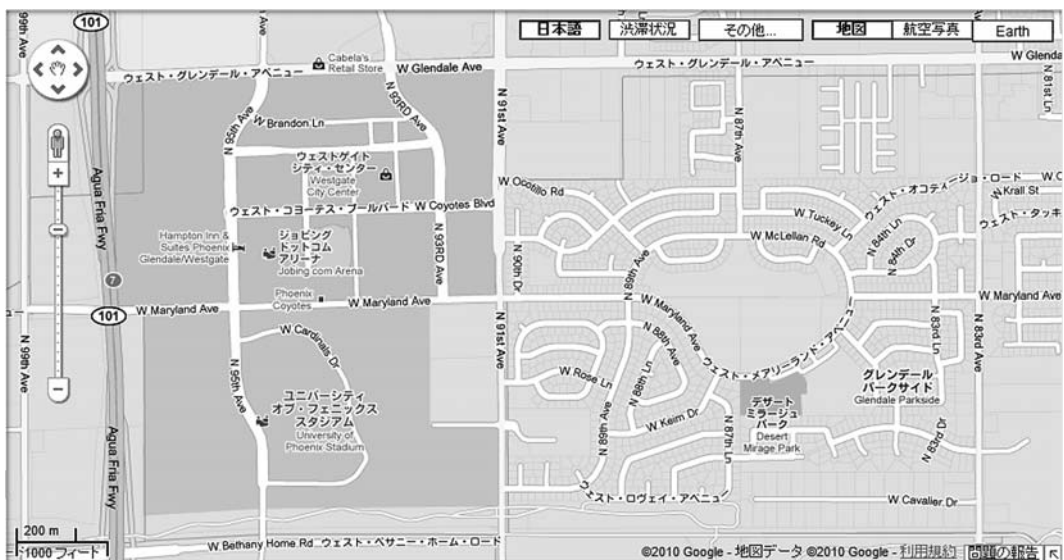 日本語 渋滞状況 その他... 地図 航空写真 Earth
101
N 99th Ave
Cabela's
Retail Store
W Glendale Ave
ウェスト・グレンデール・アベニュー
ウェスト・グレンデール・アベニュー
W Glenda
N 81st Ln
N 93RD Ave
N 95th Ave
W Brandon Ln
N 91st Ave
N 87th Ave
ウェストゲイト
シティ・センター
Westgate
City Center
W Ocotillo Rd
ウェスト・オコティージョ・ロード
W O
W Krall St
ウェスト・コヨーテス・ブールバード
W Coyotes Blvd
W Tuckey Ln
ウェスト・タッキ
N 84th Ln
N 84th Dr
W McLellan Rd
Agua Fria Fwy
Hampton Inn &
Suites Phoenix
Glendale/Westgate
ジョビング
ドットコム
アリーナ
Jobing com Arena
N 93RD Ave
N 90th Dr
N 89th Ave
7
Phoenix
Coyotes
ュー
W Maryland Ave
W Maryland Ave
W Maryland Ave
101
W Cardinals Dr
N 99th Ave
N 95th Ave
N 91st Ave
N 88th Ave
ウェスト・メアリーランド・アベニュー
N 83rd Ln
N 83rd Ave
W Rose Ln
N 88th Ln
グレンデール
パークサイド
Glendale Parkside
ユニバーシティ
オブ・フェニックス
スタジアム
University of
Phoenix Stadium
デザート
ミラージュ
パーク
Desert
Mirage Park
W Keim Dr
N 89th Ave
N 87th Ln
N 83rd Dr
Agua Fria Fwy
ウェスト・ロヴェイ・アベニュー
W Cavalier Dr
200 m
1000 フィート
W Bethany Home Rd ウェスト・ベサニー・ホーム・ロード
©2010 Google - 地図データ ©2010 Google - 利用規約 問題の報告